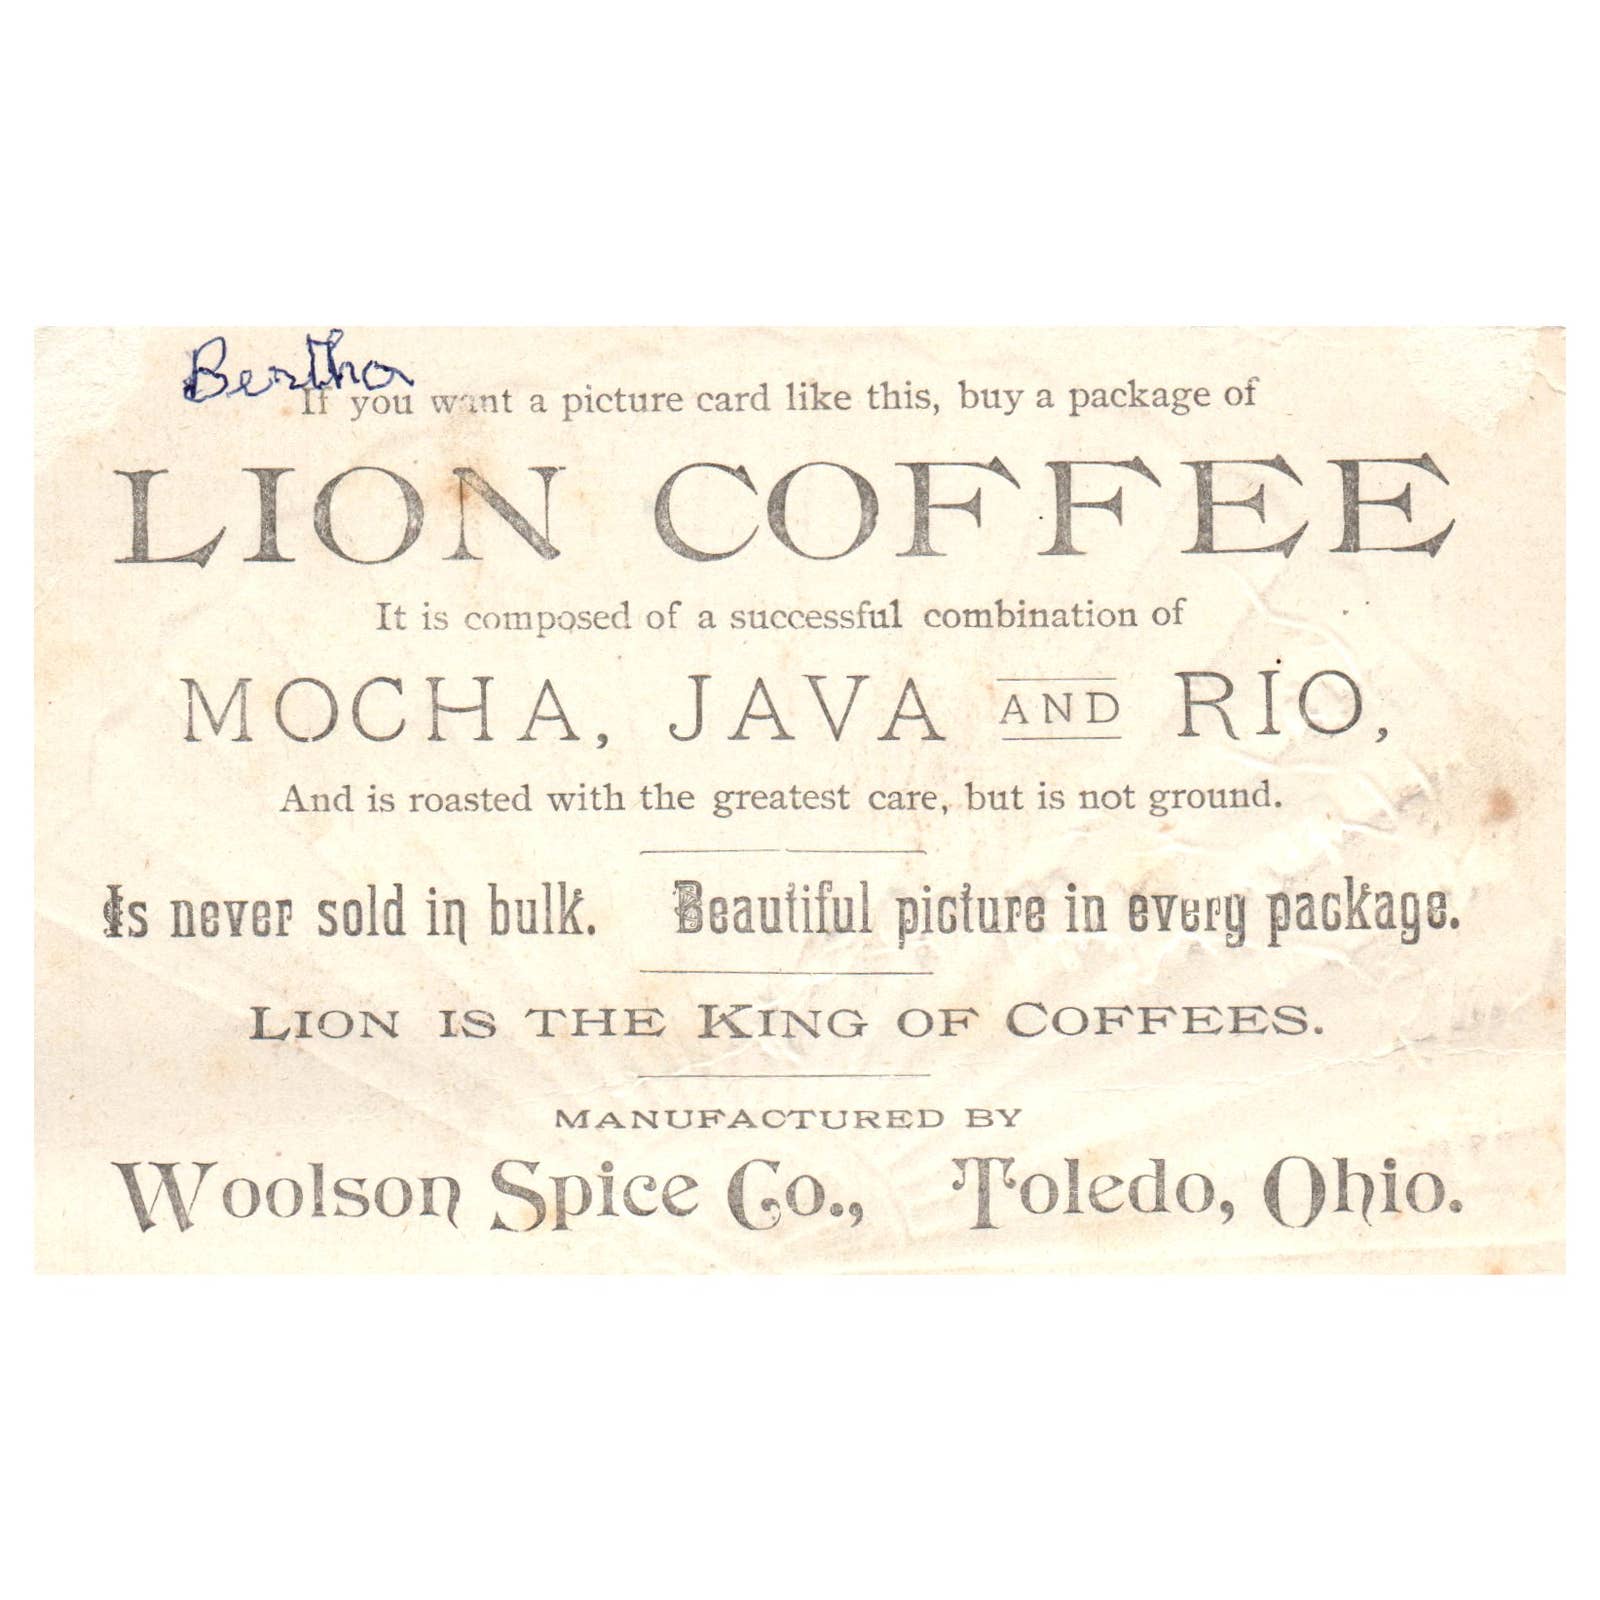 Bertha
If you want a picture card like this, buy a package of
LION COFFEE
It is composed of a successful combination of
MOCHA, JAVA AND RIO,
And is roasted with the greatest care, but is not ground.
Is never sold in bulk. Beautiful picture in every package.
LION IS THE KING OF COFFEES.
MANUFACTURED BY
Woolson Spice Co., Toledo, Ohio.